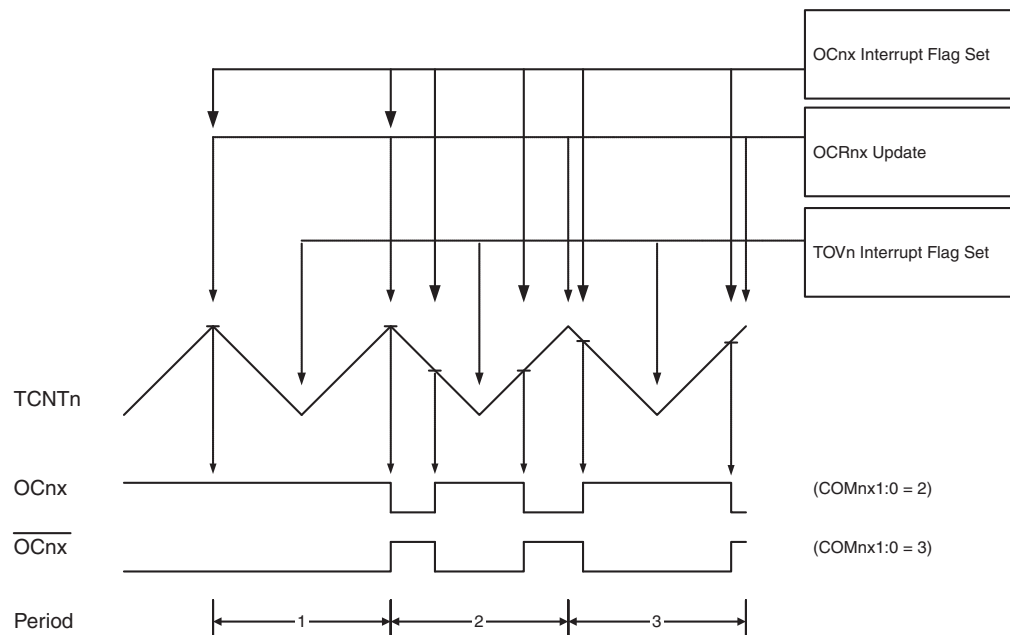 OCnx Interrupt Flag Set
OCRnx Update
TOVn Interrupt Flag Set
TCNTn
OCnx (COMnx1:0 = 2)
OCnx (COMnx1:0 = 3)
Period 1 2 3